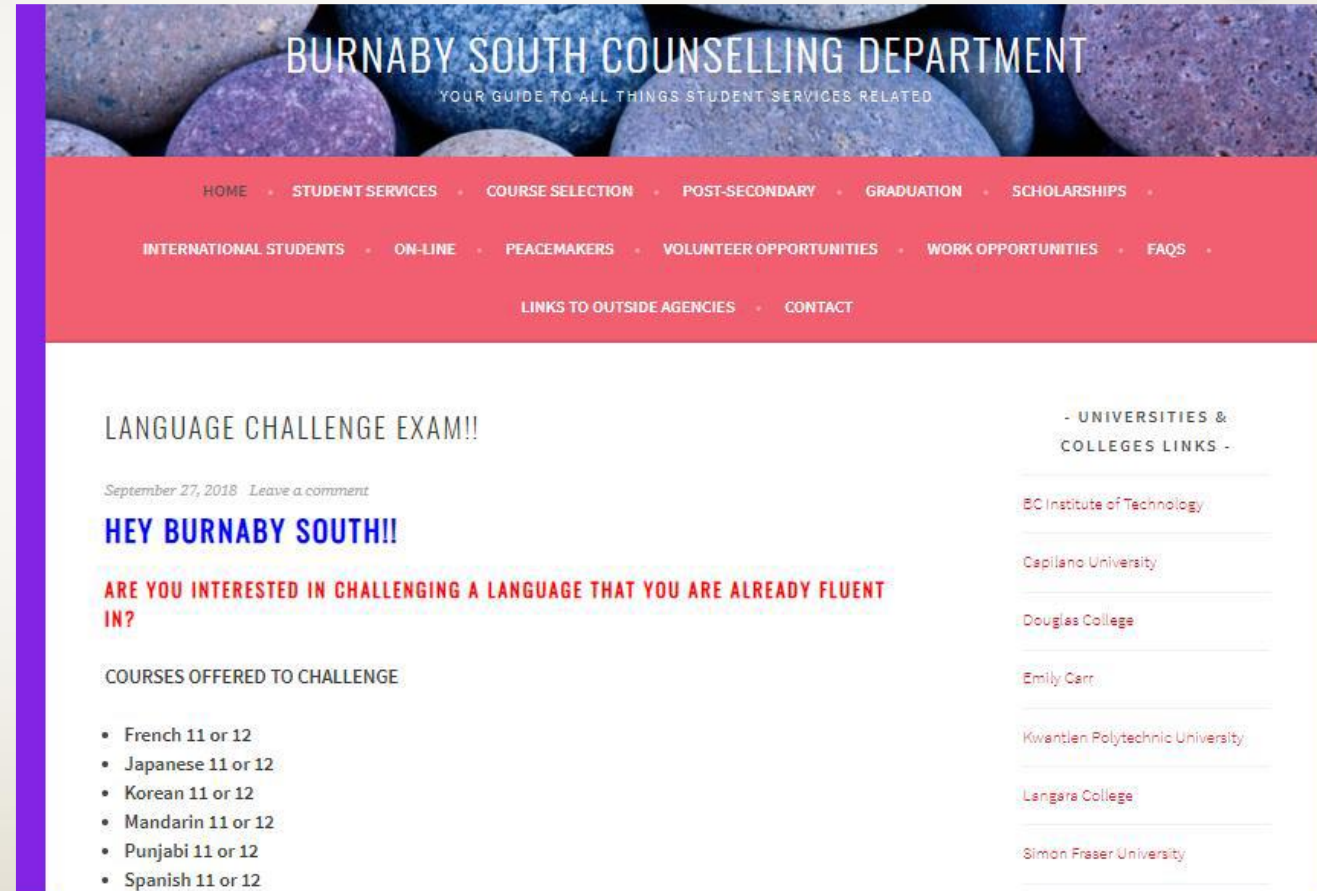 BURNABY SOUTH COUNSELLING DEPARTMENT
YOUR GUIDE TO ALL THINGS STUDENT SERVICES RELATED
HOME STUDENT SERVICES COURSE SELECTION POST-SECONDARY GRADUATION SCHOLARSHIPS
INTERNATIONAL STUDENTS ON-LINE PEACEMAKERS VOLUNTEER OPPORTUNITIES WORK OPPORTUNITIES FAQS
LINKS TO OUTSIDE AGENCIES CONTACT
LANGUAGE CHALLENGE EXAM!!
September 27, 2018 Leave a comment
HEY BURNABY SOUTH!!
ARE YOU INTERESTED IN CHALLENGING A LANGUAGE THAT YOU ARE ALREADY FLUENT
IN?
COURSES OFFERED TO CHALLENGE
• French 11 or 12
• Japanese 11 or 12
• Korean 11 or 12
• Mandarin 11 or 12
• Punjabi 11 or 12
• Spanish 11 or 12
- UNIVERSITIES &
COLLEGES LINKS -
BC Institute of Technology
Capilano University
Douglas College
Emily Carr
Kwantlen Polytechnic University
Langara College
Simon Fraser University